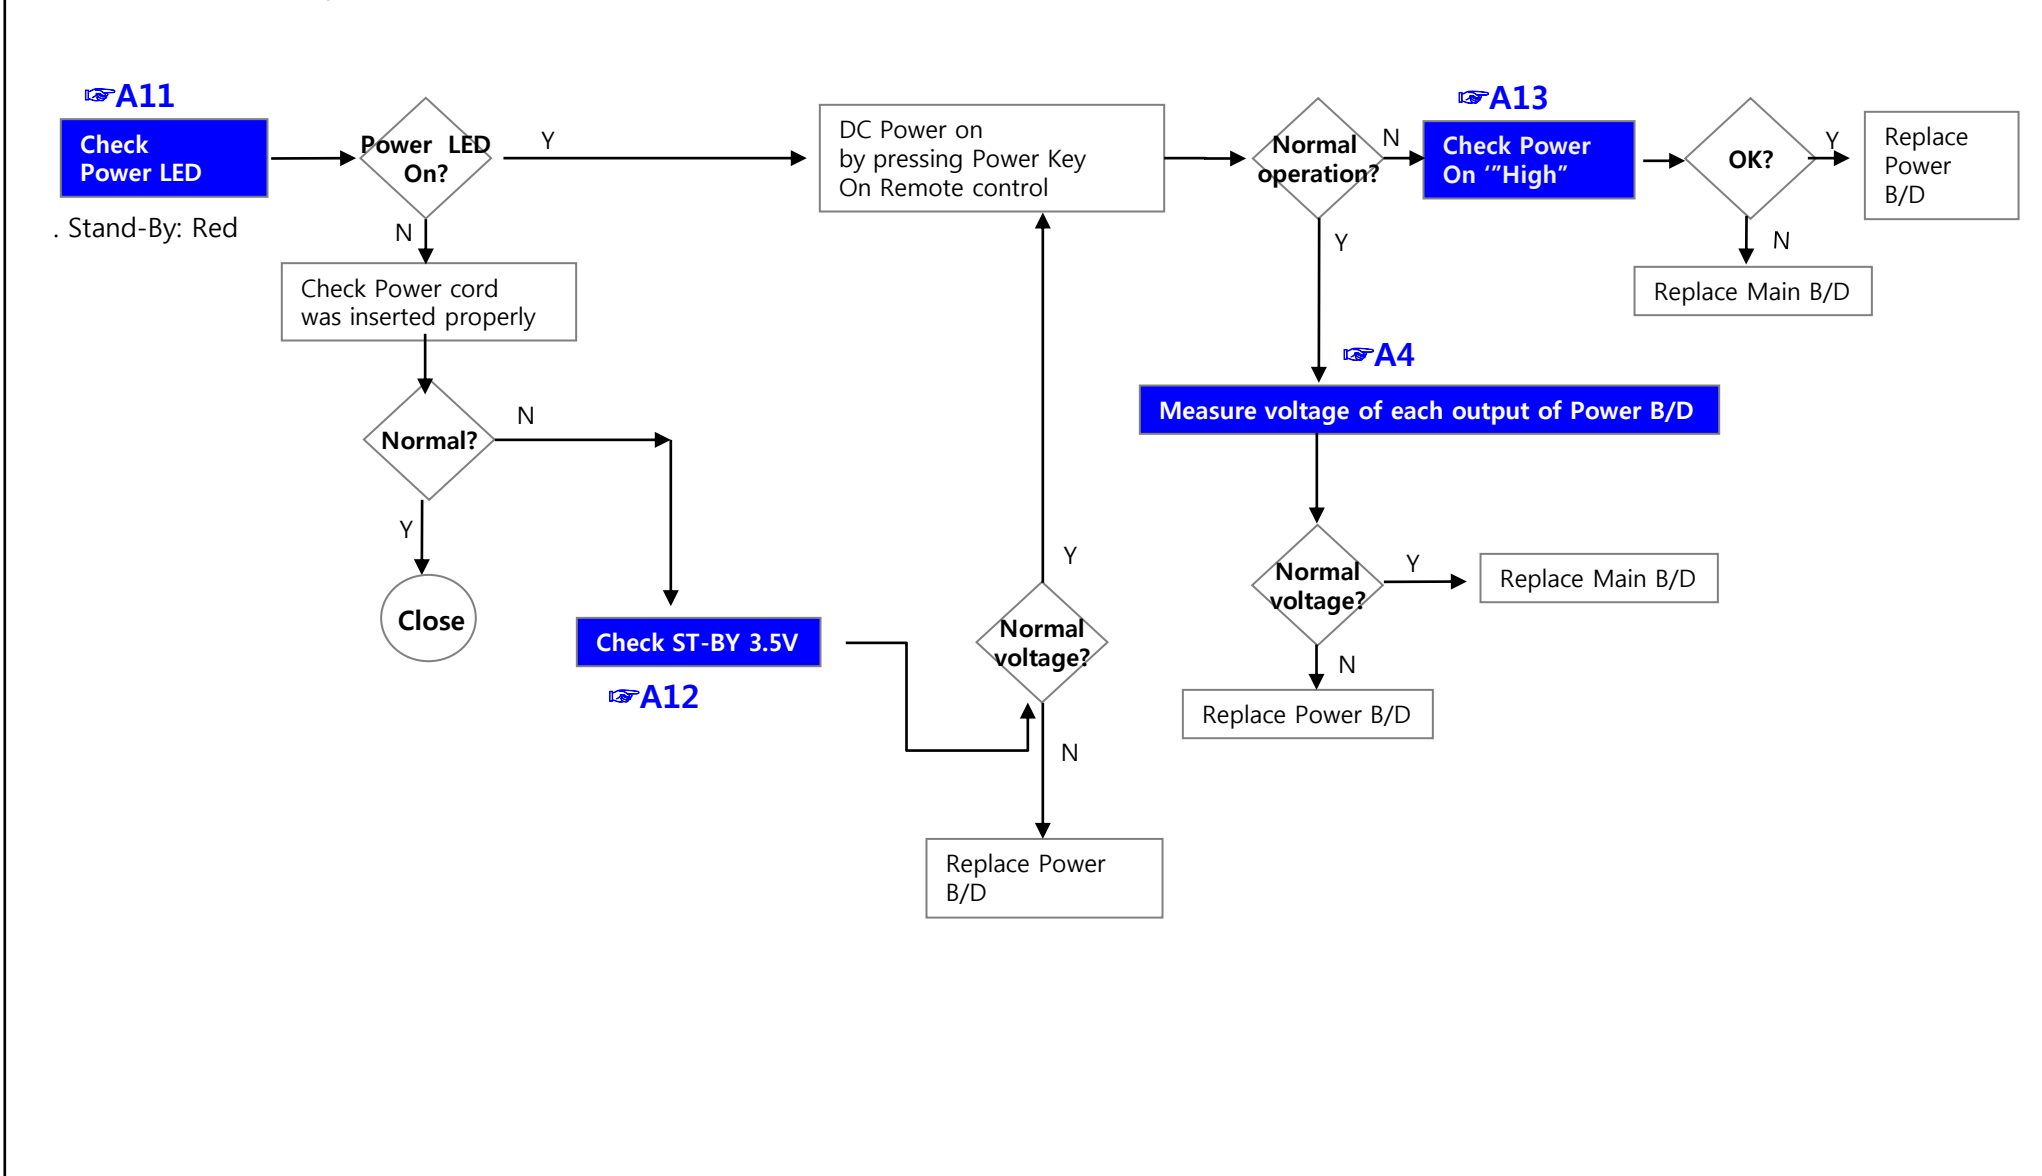 ☞A11
Check
Power LED
. Stand-By: Red
Power LED
On?
Y
N
Check Power cord
was inserted properly
Normal?
N
Y
Close
Check ST-BY 3.5V
☞A12
DC Power on
by pressing Power Key
On Remote control
Y
Normal
voltage?
N
Replace Power
B/D
Normal
operation?
N
Y
☞A13
Check Power
On ‘”High”
OK?
Y
Replace
Power
B/D
N
Replace Main B/D
☞A4
Measure voltage of each output of Power B/D
Normal
voltage?
Y
Replace Main B/D
N
Replace Power B/D